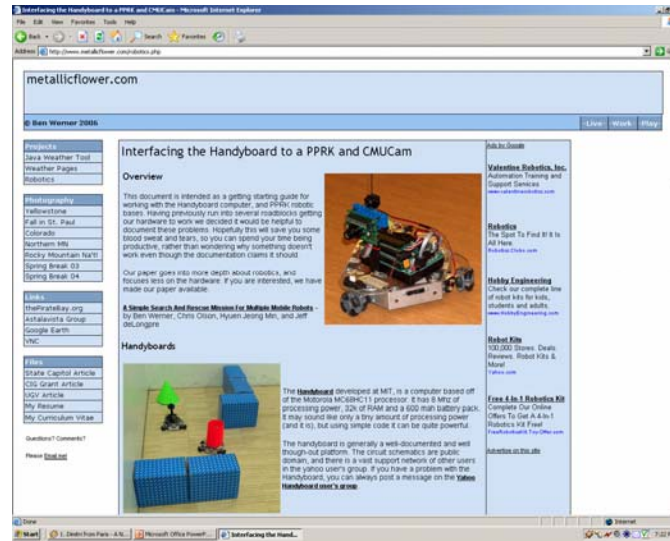 Interfacing the Handyboard to a PPRK and CMUCam - Microsoft Internet Explorer
File Edit View Favorites Tools Help
Back Search Favorites
Address http://www.metallicflower.com/robotics.php Go
metallicflower.com
© Ben Werner 2006
Live Work Play
Projects
Java Weather Tool
Weather Pages
Robotics
Photography
Yellowstone
Fall in St. Paul
Colorado
Northern MN
Rocky Mountain Nat'l
Spring Break 03
Spring Break 04
Links
thePirateBay.org
Astalavista Group
Google Earth
VNC
Files
State Capitol Article
CIG Grant Article
UGV Article
My Resume
My Curriculum Vitae
Questions? Comments?
Please Email me!
Interfacing the Handyboard to a PPRK and CMUCam
Overview
This document is intended as a getting starting guide for
working with the Handyboard computer, and PPRK robotic
bases. Having previously run into several roadblocks getting
our hardware to work we decided it would be helpful to
document these problems. Hopefully this will save you some
blood sweat and tears, so you can spend your time being
productive, rather than wondering why something doesn't
work even though the documentation claims it should
Our paper goes into more depth about robotics, and
focuses less on the hardware. If you are interested, we have
made our paper available:
A Simple Search And Rescue Mission For Multiple Mobile Robots -
by Ben Werner, Chris Olson, Hyuen Jeong Min, and Jeff
deLongpre
Handyboards
The Handyboard developed at MIT, is a computer based off
of the Motorola MC68HC11 processor. It has 8 Mhz of
processing power, 32k of RAM and a 600 mah battery pack.
It may sound like only a tiny amount of processing power
(and it is), but using simple code it can be quite powerful.
The handyboard is generally a well-documented and well
though-out platform. The circuit schematics are public
domain, and there is a vast support network of other users
in the yahoo user's group. If you have a problem with the
Handyboard, you can always post a message on the Yahoo
Handyboard user's group.
Ads by Google
Valentine Robotics, Inc.
Automation Training and
Support Services
www.valentinerobotics.com
Robotics
The Spot To Find It! It Is
All Here.
Robotics.Clicks.com
Hobby Engineering
Check our complete line
of robot kits for kids,
students and adults.
www.HobbyEngineering.com
Robot Kits
100,000 Stores. Deals.
Reviews. Robot Kits &
More!
Yahoo.com
Free 4-In-1 Robotics Kit
Complete Our Online
Offers To Get A 4-In-1
Robotics Kit Free!
Advertise on this site
Done
Internet
Start
1. Dimitri from Paris - A N...
Microsoft Office PowerP...
Interfacing the Hand...